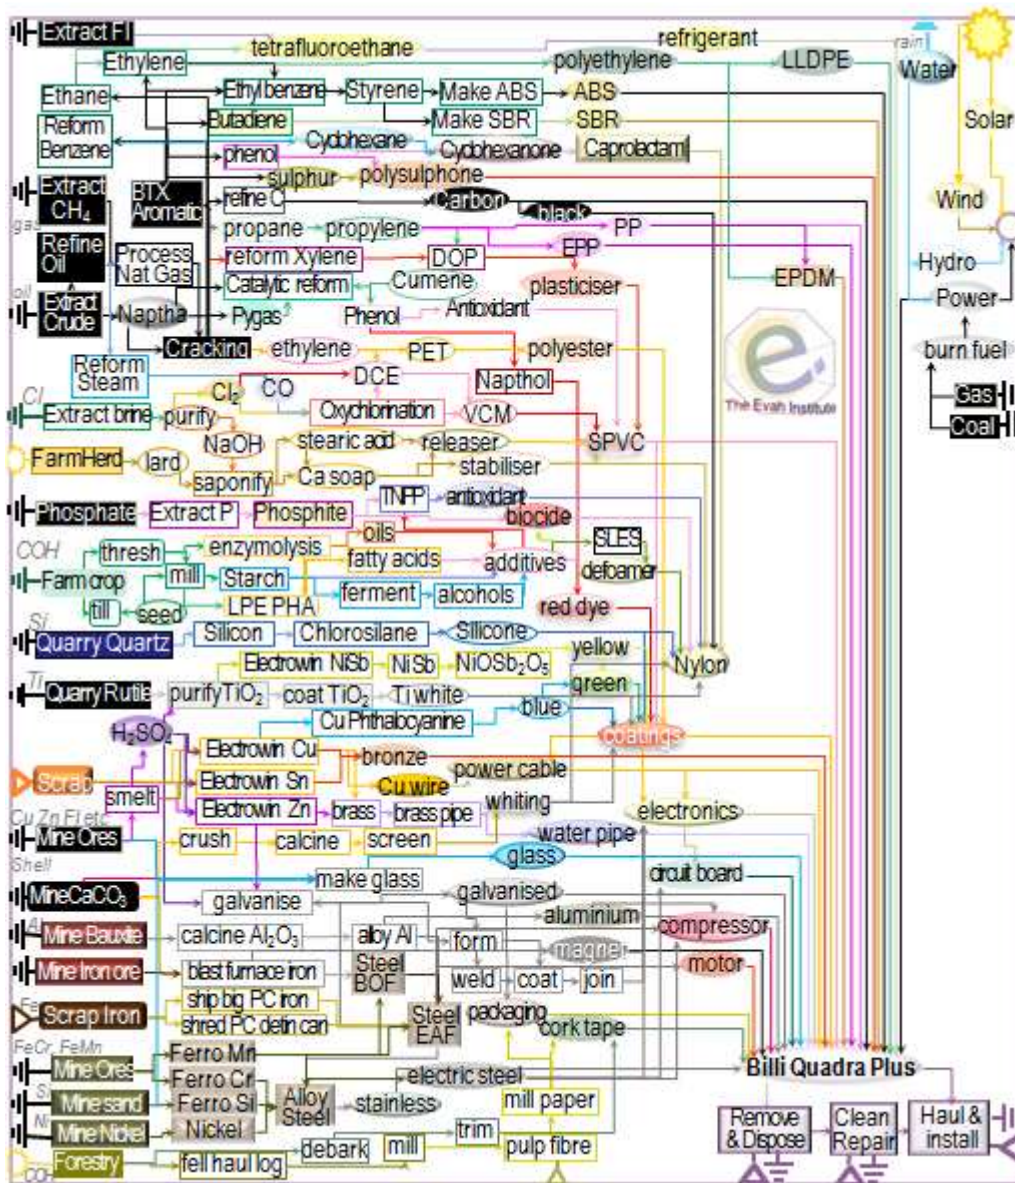 Extract Fl
tetrafluoroethane
refrigerant
rain
Ethylene
polyethylene
LLDPE
Water
Ethane
Ethyl benzene
Styrene
Make ABS
ABS
Butadiene
Make SBR
SBR
Solar
Reform
Benzene
Cyclohexane
Cyclohexanone
Caprolactam
phenol
sulphur
polysulphone
Extract
CH4
BTX
Aromatic
refine C
Carbon
black
Wind
gas
propane
propylene
PP
Refine
Oil
Process
Nat Gas
reform Xylene
DOP
EPP
Hydro
Catalytic reform
Cumene
plasticiser
EPDM
oil
Extract
Crude
Naptha
Pygas
Phenol
Antioxidant
Power
Cracking
ethylene
PET
polyester
burn fuel
Reform
Steam
DCE
Napthol
The Evah Institute
Cl
Cl2
CO
Gas
Extract brine
purify
Oxychlorination
VCM
Coal
NaOH
stearic acid
releaser
SPVC
FarmHerd
lard
saponify
Ca soap
stabiliser
Phosphate
Extract P
Phosphite
TNPP
antioxidant
biocide
COH
thresh
enzymolysis
oils
SLES
fatty acids
additives
defoamer
Farm crop
mill
Starch
ferment
alcohols
till
seed
LPE PHA
red dye
Si
Quarry Quartz
Silicon
Chlorosilane
Silicone
yellow
Nylon
Electrowin NiSb
NiSb
NiOSb2O5
Ti
Quarry Rutile
purifyTiO2
coat TiO2
Ti white
green
blue
H2SO4
Cu Phthalocyanine
coatings
Electrowin Cu
bronze
Scrap
Electrowin Sn
Cu wire
power cable
smelt
whiting
electronics
Electrowin Zn
brass
brass pipe
Cu Zn Fl etc
Mine Ores
crush
calcine
screen
water pipe
Shell
glass
MineCaCO3
make glass
galvanised
circuit board
galvanise
aluminium
compressor
Al
Mine Bauxite
calcine Al2O3
alloy Al
form
magner
Mine Iron ore
blast furnace iron
Steel
BOF
weld
coat
join
motor
Fe
ship big PC iron
Scrap Iron
shred PC detin can
Steel
EAF
packaging
cork tape
FeCr, FeMn
Ferro Mn
Mine Ores
Ferro Cr
electric steel
Billi Quadra Plus
Mine sand
Ferro Si
Alloy
Steel
stainless
mill paper
Ni
Mine Nickel
Nickel
Remove
& Dispose
Clean
Repair
Haul &
install
Forestry
debark
mill
trim
pulp fibre
COH
fell haul log